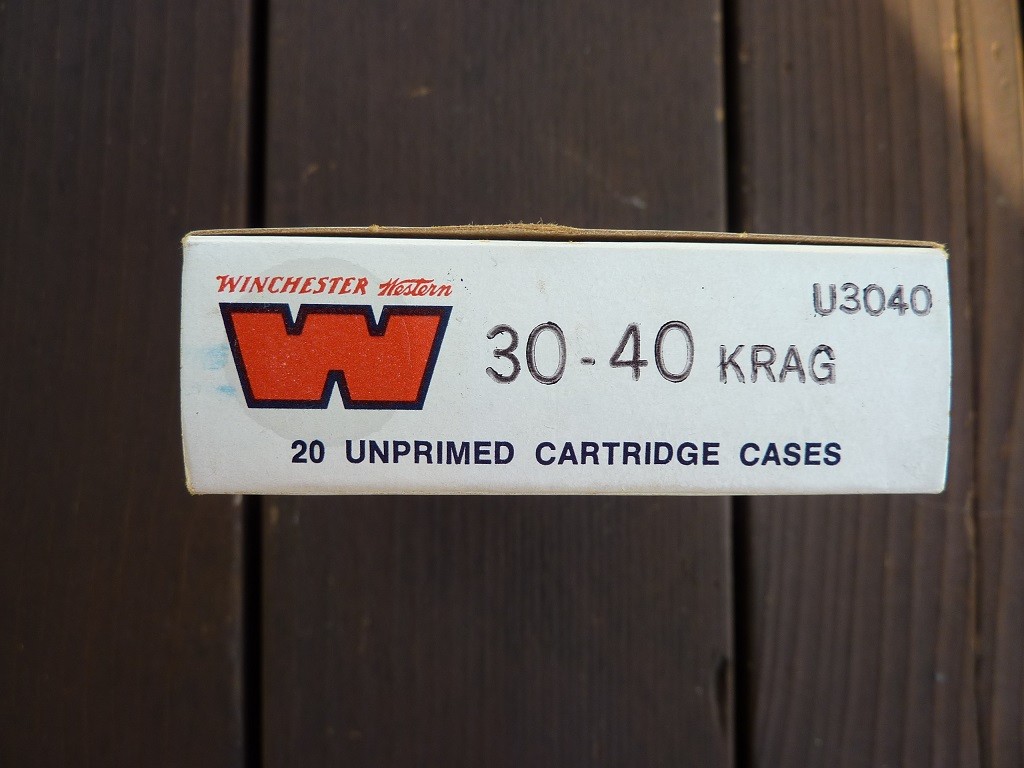 WINCHESTER Western
W
U3040
30-40 KRAG
20 UNPRIMED CARTRIDGE CASES